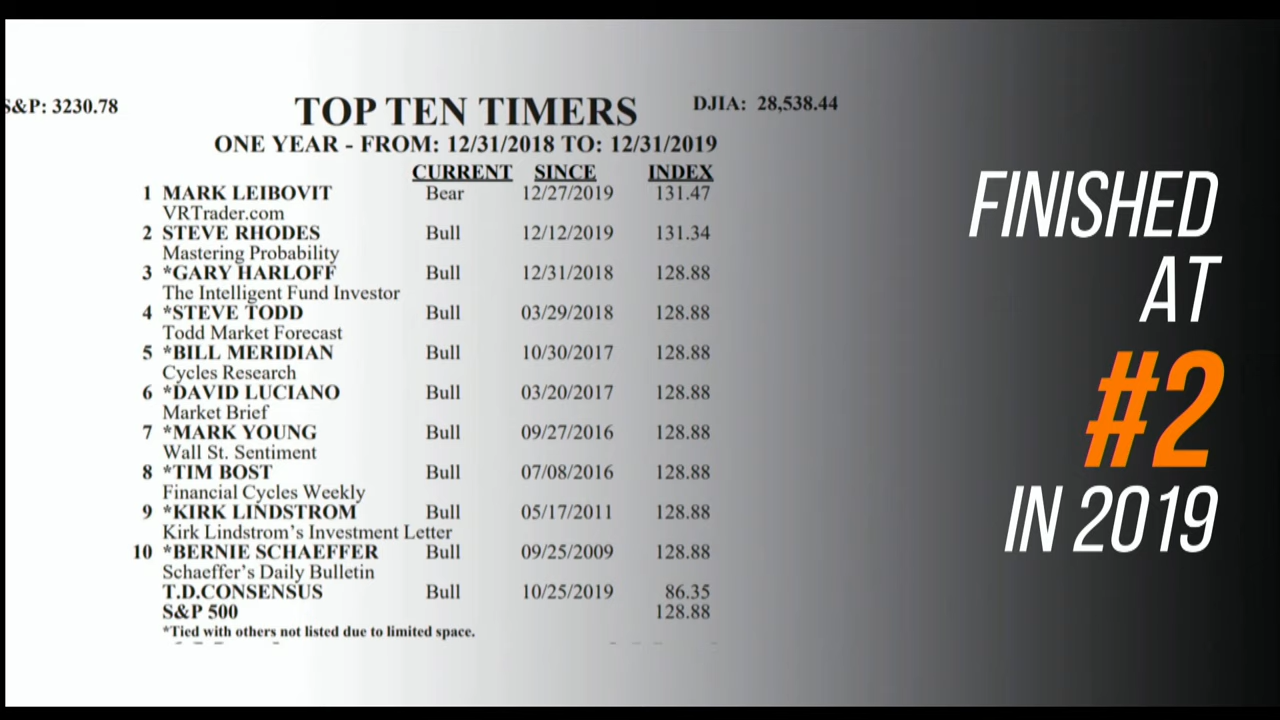 S&P: 3230.78
TOP TEN TIMERS
DJIA: 28,538.44
ONE YEAR - FROM: 12/31/2018 TO: 12/31/2019
CURRENT SINCE INDEX
1 MARK LEIBOVIT Bear 12/27/2019 131.47
VRTrader.com
2 STEVE RHODES Bull 12/12/2019 131.34
Mastering Probability
3 *GARY HARLOFF Bull 12/31/2018 128.88
The Intelligent Fund Investor
4 *STEVE TODD Bull 03/29/2018 128.88
Todd Market Forecast
5 *BILL MERIDIAN Bull 10/30/2017 128.88
Cycles Research
6 *DAVID LUCIANO Bull 03/20/2017 128.88
Market Brief
7 *MARK YOUNG Bull 09/27/2016 128.88
Wall St. Sentiment
8 *TIM BOST Bull 07/08/2016 128.88
Financial Cycles Weekly
9 *KIRK LINDSTROM Bull 05/17/2011 128.88
Kirk Lindstrom's Investment Letter
10 *BERNIE SCHAEFFER Bull 09/25/2009 128.88
Schaeffer's Daily Bulletin
T.D.CONSENSUS Bull 10/25/2019 86.35
S&P 500 128.88
*Tied with others not listed due to limited space.
FINISHED
AT
#2
IN 2019